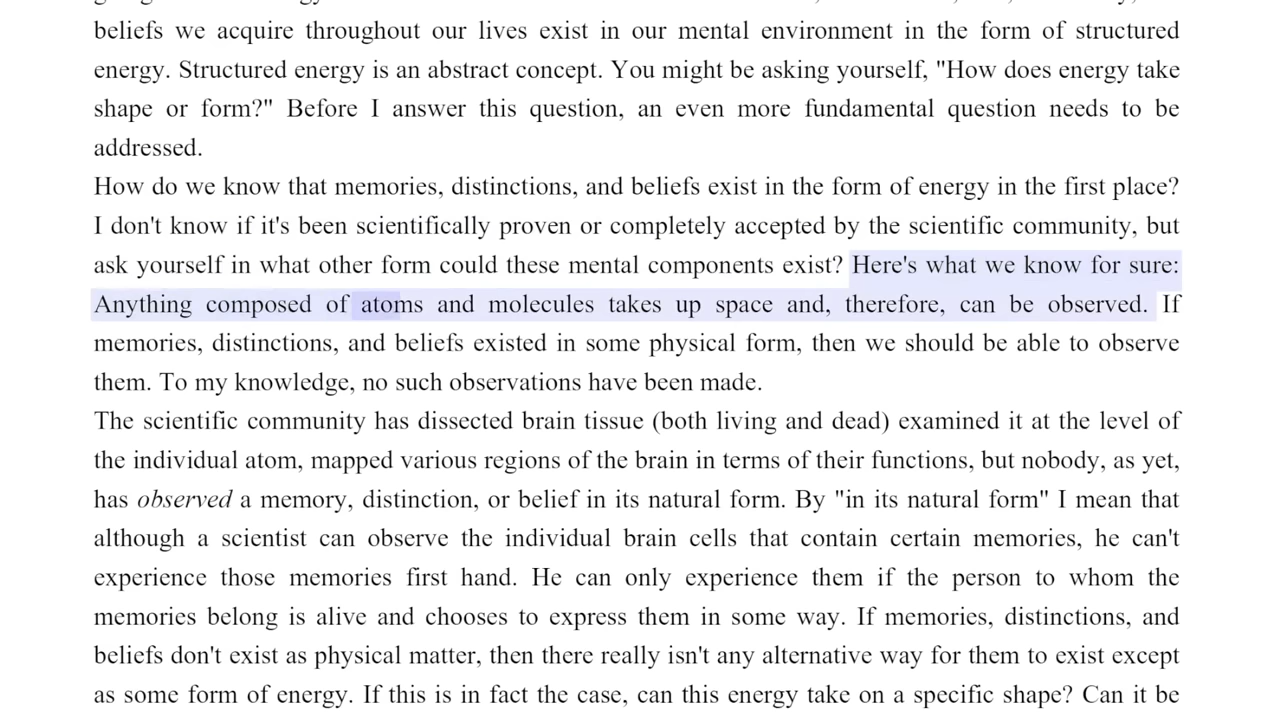 beliefs we acquire throughout our lives exist in our mental environment in the form of structured
energy. Structured energy is an abstract concept. You might be asking yourself, "How does energy take
shape or form?" Before I answer this question, an even more fundamental question needs to be
addressed.
How do we know that memories, distinctions, and beliefs exist in the form of energy in the first place?
I don't know if it's been scientifically proven or completely accepted by the scientific community, but
ask yourself in what other form could these mental components exist? Here's what we know for sure:
Anything composed of atoms and molecules takes up space and, therefore, can be observed. If
memories, distinctions, and beliefs existed in some physical form, then we should be able to observe
them. To my knowledge, no such observations have been made.
The scientific community has dissected brain tissue (both living and dead) examined it at the level of
the individual atom, mapped various regions of the brain in terms of their functions, but nobody, as yet,
has observed a memory, distinction, or belief in its natural form. By "in its natural form" I mean that
although a scientist can observe the individual brain cells that contain certain memories, he can't
experience those memories first hand. He can only experience them if the person to whom the
memories belong is alive and chooses to express them in some way. If memories, distinctions, and
beliefs don't exist as physical matter, then there really isn't any alternative way for them to exist except
as some form of energy. If this is in fact the case, can this energy take on a specific shape? Can it be